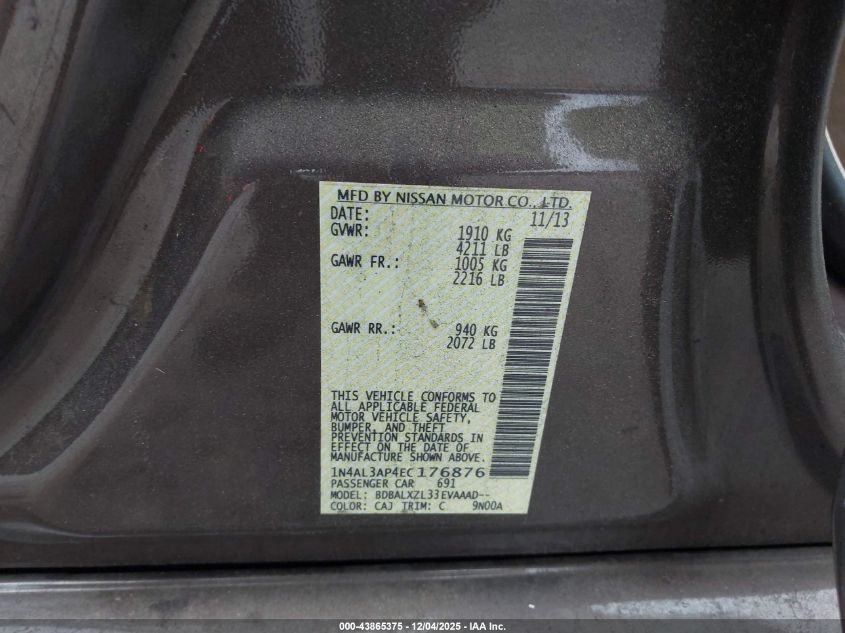 MFD BY NISSAN MOTOR CO., LTD.
DATE: 11/13
GVWR: 1910 KG
4211 LB
GAWR FR.: 1005 KG
2216 LB
GAWR RR.: 940 KG
2072 LB
THIS VEHICLE CONFORMS TO
ALL APPLICABLE FEDERAL
MOTOR VEHICLE SAFETY,
BUMPER, AND THEFT
PREVENTION STANDARDS IN
EFFECT ON THE DATE OF
MANUFACTURE SHOWN ABOVE.
1N4AL3AP4EC176876
PASSENGER CAR 691
MODEL: BDBALXZL33EVAAAD--
COLOR: CAJ TRIM: C 9N00A
000-43865375 - 12/04/2025 - IAA Inc.